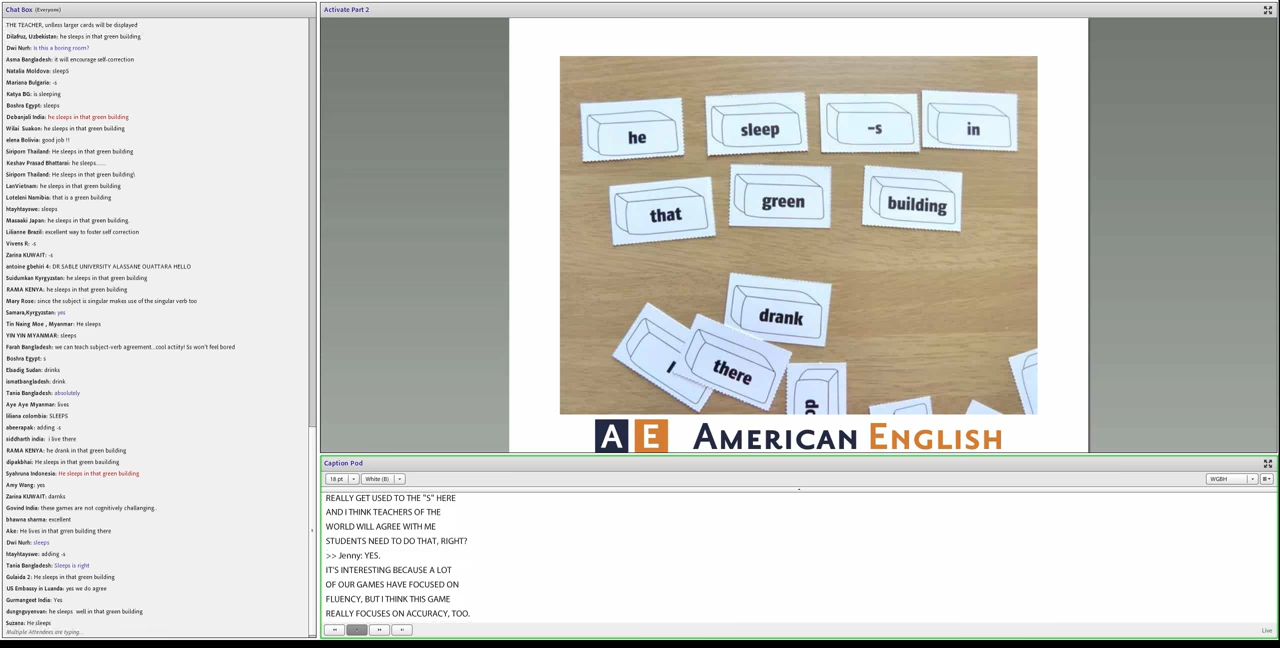 Chat Box (Everyone)
THE TEACHER, unless larger cards will be displayed
Dilafruz, Uzbekistan: he sleeps in that green building
Dwi Nurh: Is this a boring room?
Asma Bangladesh: it will encourage self-correction
Natalia Moldova: sleepS
Mariana Bulgaria: -s
Katya BG: is sleeping
Boshra Egypt: sleeps
Debanjali India: he sleeps in that green building
Wilai Suakon: he sleeps in that green building
elena Bolivia: good job !!
Siriporn Thailand: He sleeps in that green building
Keshav Prasad Bhattarai: he sleeps......
Siriporn Thailand: He sleeps in that green building\
LanVietnam: he sleeps in that green building
Loteleni Namibia: that is a green building
Htayhtayswe: sleeps
Masaaki Japan: he sleeps in that green building.
Lilianne Brazil: excellent way to foster self correction
Vivens R: -s
Zarina KUWAIT: -s
antoine gbehiri 4: DR SABLE UNIVERSITY ALASSANE OUATTARA HELLO
Suidumkan Kyrgyzstan: he sleeps in that green building
RAMA KENYA: he sleeps in that green building
Mary Rose: since the subject is singular makes use of the singular verb too
Samara,Kyrgyzstan: yes
Tin Naing Moe , Myanmar: He sleeps
YIN YIN MYANMAR: sleeps
Farah Bangladesh: we can teach subject-verb agreement...cool actiity! Ss won't feel bored
Boshra Egypt: s
Elsadig Sudan: drinks
ismatbangladesh: drink
Tania Bangladesh: absolutely
Aye Aye Myanmar: lives
liliana colombia: SLEEPS
abeerapak: adding -s
siddharth india: i live there
RAMA KENYA: he drank in that green building
dipakbhai: He sleeps in that green bauilding
Syahruna Indonesia: He sleeps in that green building
Amy Wang: yes
Zarina KUWAIT: darnks
Govind India: these games are not cognitively challanging..
bhawna sharma: excellent
Ake: He lives in that grren building there
Dwi Nurh: sleeps
htayhtayswe: adding -s
Tania Bangladesh: Sleeps is right
Gulaida 2: He sleeps in that green building
US Embassy in Luanda: yes we do agree
Gurmangeet India: Yes
dungnguyenvan: he sleeps well in that green building
Suzana: He sleeps
Multiple Attendees are typing...
Activate Part 2
he
sleep
-s
in
that
green
building
drank
I
there
AE AMERICAN ENGLISH
Caption Pod
18 pt White (B) WGBH
REALLY GET USED TO THE "S" HERE
AND I THINK TEACHERS OF THE
WORLD WILL AGREE WITH ME
STUDENTS NEED TO DO THAT, RIGHT?
>> Jenny: YES.
IT'S INTERESTING BECAUSE A LOT
OF OUR GAMES HAVE FOCUSED ON
FLUENCY, BUT I THINK THIS GAME
REALLY FOCUSES ON ACCURACY, TOO.
Live